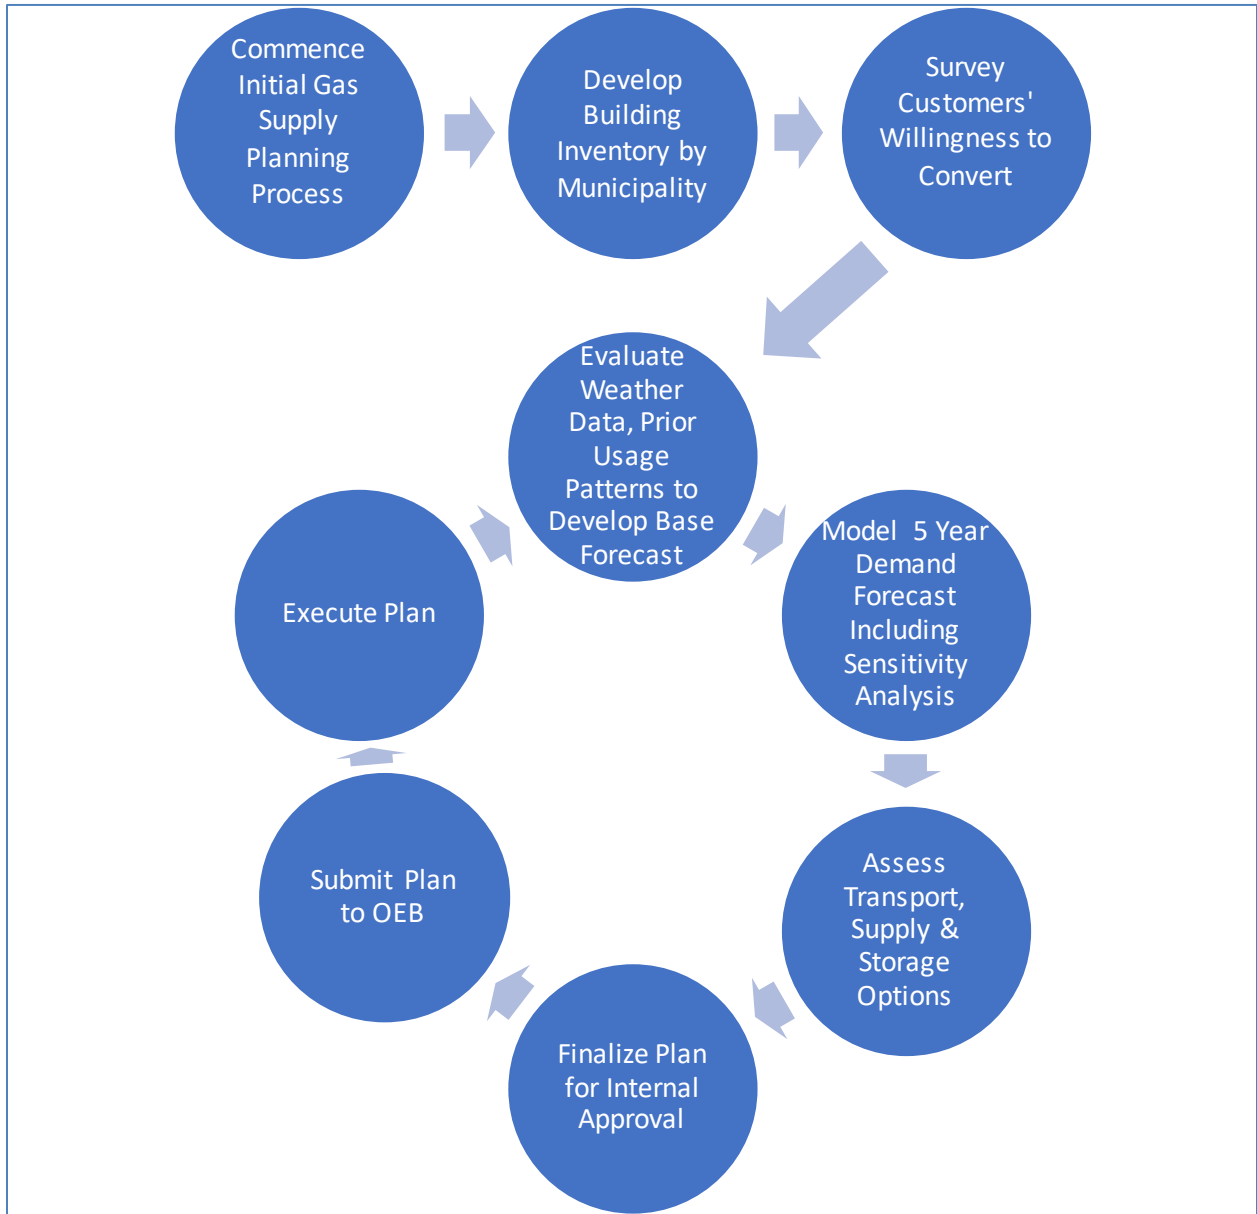 Commence
Initial Gas
Supply
Planning
Process
Develop
Building
Inventory by
Municipality
Survey
Customers'
Willingness to
Convert
Evaluate
Weather
Data, Prior
Usage
Patterns to
Develop Base
Forecast
Model 5 Year
Demand
Forecast
Including
Sensitivity
Analysis
Assess
Transport,
Supply &
Storage
Options
Finalize Plan
for Internal
Approval
Submit Plan
to OEB
Execute Plan